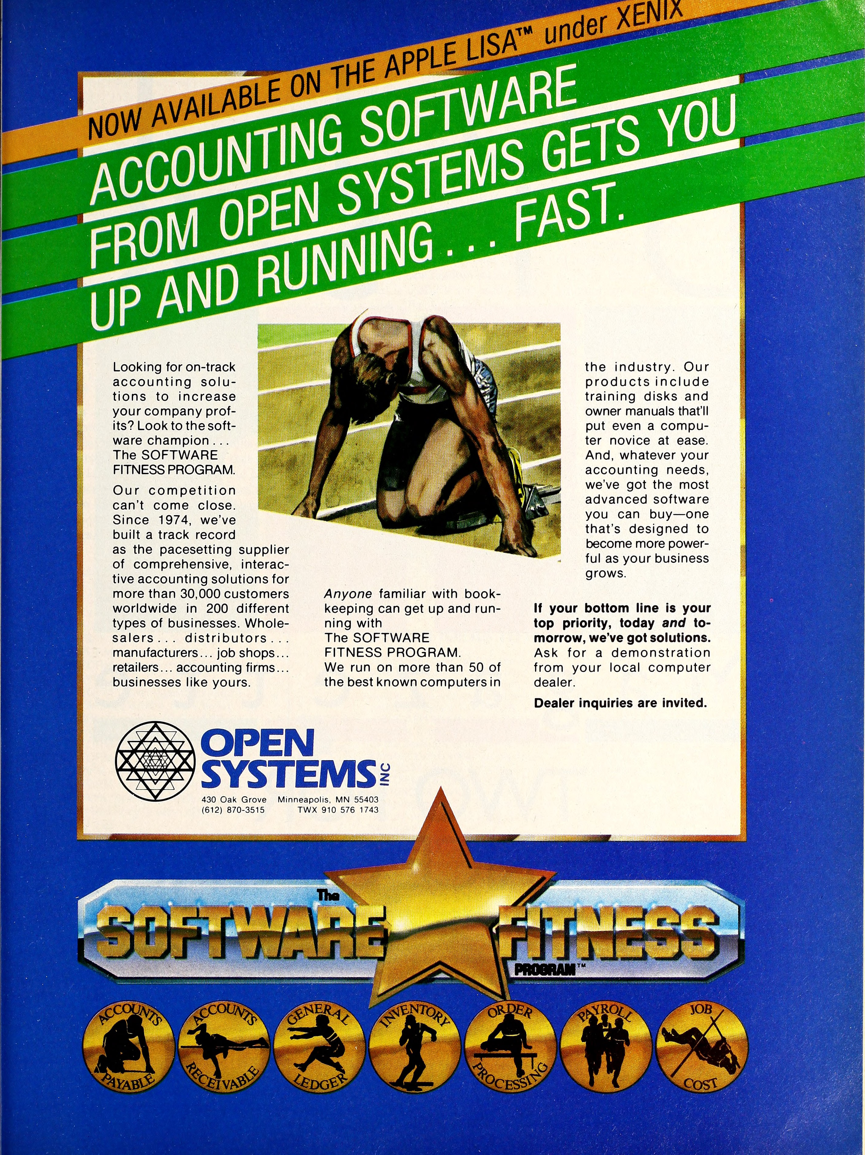 NOW AVAILABLE ON THE APPLE LISA™ under XENIX
ACCOUNTING SOFTWARE
FROM OPEN SYSTEMS GETS YOU
UP AND RUNNING . . . FAST.
Looking for on-track
accounting solu-
tions to increase
your company prof-
its? Look to the soft-
ware champion . . .
The SOFTWARE
FITNESS PROGRAM.
Our competition
can't come close.
Since 1974, we've
built a track record
as the pacesetting supplier
of comprehensive, interac-
tive accounting solutions for
more than 30,000 customers
worldwide in 200 different
types of businesses. Whole-
salers . . . distributors . . .
manufacturers... job shops...
retailers... accounting firms...
businesses like yours.
Anyone familiar with book-
keeping can get up and run-
ning with
The SOFTWARE
FITNESS PROGRAM.
We run on more than 50 of
the best known computers in
the industry. Our
products include
training disks and
owner manuals that'll
put even a compu-
ter novice at ease.
And, whatever your
accounting needs,
we've got the most
advanced software
you can buy—one
that's designed to
become more power-
ful as your business
grows.
If your bottom line is your
top priority, today and to-
morrow, we've got solutions.
Ask for a demonstration
from your local computer
dealer.
Dealer inquiries are invited.
OPEN
SYSTEMS INC
430 Oak Grove Minneapolis, MN 55403
(612) 870-3515 TWX 910 576 1743
The
SOFTWARE FITNESS
PROGRAM™
ACCOUNTS PAYABLE
ACCOUNTS RECEIVABLE
GENERAL LEDGER
INVENTORY
ORDER PROCESSING
PAYROLL
JOB COST